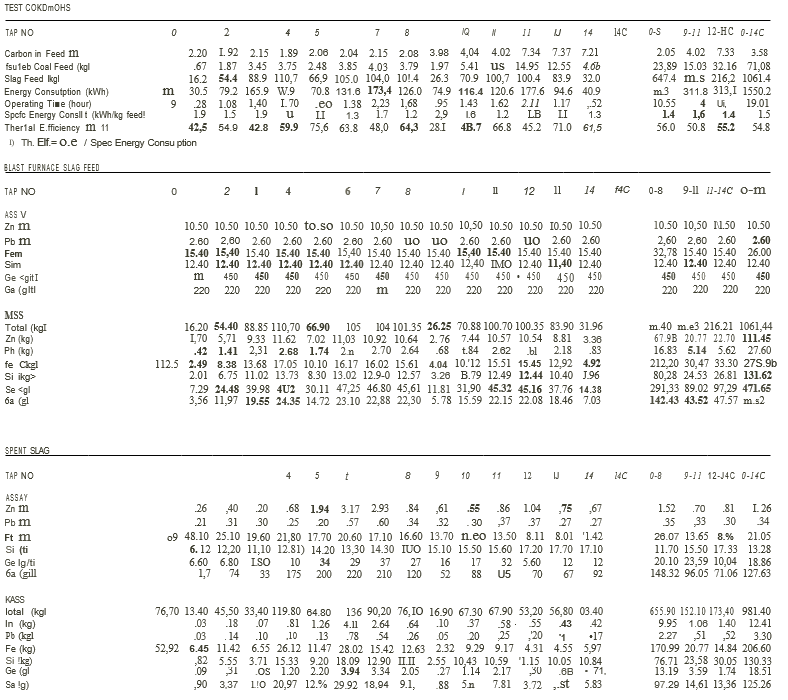 TEST COKDmOHS
TAP NO 0 2 4 5 7 8 IQ II 11 IJ 14 I4C 0-S 9-11 12-HC 0-14C
Carbon in Feed m 2.20 I. 92 2.15 1.89 2.06 2.04 2.15 2.08 3.98 4,04 4.02 7.34 7.37 7.21 2.05 4.02 7.33 3.58
fsu1eb Coal Feed (kgl .67 1.87 3.45 3.75 2.48 3.85 4.03 3.79 1.97 5.41 us 14.95 12.55 4.6b 23,89 15.03 32.16 71,08
Slag Feed lkgl 16.2 54.4 88.9 110,7 66,9 105.0 104,0 10!.4 26.3 70.9 100,7 100.4 83.9 32.0 647.4 m.s 216,2 1061.4
Energy Consutption (kWh) m 30.5 79.2 165.9 W.9 70.8 131.6 173,4 126.0 74.9 116.4 120.6 177.6 94.6 40.9 m.3 311.8 313,I 1550.2
Operating Time (hour) 9 .28 1.08 1,40 I.70 .eo 1.38 2,23 1.68 .95 1.43 1.62 2.11 1.17 ,.52 10.55 4 Ui, 19.01
Spcfc Energy Consll t (kWh/kg feed! 1.9 1.5 1.9 u I.I 1.3 1.7 1.2 2.9 1.6 1.2 I.B I.I 1.3 1.4 1,6 1.4 1.5
Ther1al E.fficiency m 11 42,5 54.9 42.8 59.9 75,6 63.8 48,0 64,3 28.I 4B.7 66.8 45.2 71.0 61,5 56.0 50.8 55.2 54.8
l) Th. Elf.= o.e / Spec Energy Consu ption
BLAST FURNACE SLAG FEED
TAP NO 0 2 1 4 6 7 8 I 11 12 11 14 f4C 0-8 9-ll 11-14C o-m
ASS V
Zn m 10.50 10,50 10.50 10.50 to.so 10,50 10.50 10.50 10.50 10,50 10.50 10.50 I0.50 10.50 10.50 10.50 N.50 10.50
Pb m 2.60 2,60 2.60 2.60 2.60 2.60 2,60 uo uo 2.60 2.60 uo 2.60 2.60 2,60 2,60 2.60 2.60
Fem 15.40 15,40 15.40 15.40 15.40 15,40 15.40 15.40 15.40 15,40 15.40 15.40 15.40 15.40 32,78 15.40 15.40 26.00
Sim 12.40 12.40 12.40 12.40 12.40 12.40 12.40 12.40 12.40 12,40 IMO 12.40 11,40 12.40 12.40 12.40 12.40 12.40
Ge <gitI m 460 450 450 450 450 450 450 450 450 450 • 450 450 450 450 450 450 450
Ga (gltl 220 220 220 220 220 220 m 220 220 220 220 220 220 220 220 220 220 220
MSS
Total (kgI 16.20 54.40 88.85 110,70 66.90 105 104 101.35 26.25 70.88 100.70 100.35 83.90 31.96 m.40 m.e3 216.21 1061,44
Zn (kg) I,70 5,71 9.33 11.62 7.02 11,03 10.92 10.64 2.76 7.44 10.57 10.54 8.81 3.36 67.9B 20.77 22.70 111.45
Ph (kg) .42 1.41 2,31 2.68 1.74 2.n 2.70 2.64 .68 t.84 2.62 .bl 2.18 .83 16.83 5.14 5.62 27.60
fe Ckgl 112.5 2.49 8.38 13.68 17.05 10.10 16.17 16.02 15.61 4.04 10.'12 15.51 15.45 12,92 4.92 212,20 30,47 33.30 27S.9b
Si ikg> 2.01 6.75 11.02 13.73 8.30 13.02 12.9-0 12.57 3.26 B.79 12.49 12.44 10.40 J.96 80,28 24.53 26.81 131.62
Se <gl 7.29 24.48 39.98 4U2 30.11 47,25 46.80 45,61 11.81 31,90 45.32 45.16 37,76 14.38 291,33 89.02 97,29 471.65
6a (gl 3,56 11,97 19.55 24.35 14.72 23.10 22,88 22,30 5.78 15.59 22.15 22.08 18.46 7.03 142.43 43.52 47.57 m.s2
SPENT SLAG
TAP NO 4 5 t 8 9 10 11 12 IJ 14 I4C 0-8 9-11 12-J4C 0-14C
ASSAY
Zn m .26 ,40 .20 .68 1.94 3.17 2.93 .84 ,61 .55 .86 1.04 ,75 ,67 1.52 .70 .81 I. 26
Pb m .21 .31 .30 .25 .20 .57 .60 .34 .32 . 30 ,37 .37 .27 .27 .35 ,33 .30 .34
Ft m o9 48.10 25.10 19.60 21,80 17.70 20.60 17.10 16.60 13.70 n.eo 13.50 8.11 8.01 '1.42 26.07 13.65 8.% 21.05
Si (ti 6. 12 12,20 11,10 12.81) 14.20 13,30 14.30 IUO 15.10 15.50 15.60 17.20 17.70 17.10 11.70 15.50 17.33 13.28
Ge lg/ti 6.60 6.80 I.SO 10 34 29 37 27 16 17 32 5.60 12 12 20.10 23,59 10,04 18.86
6a (gill 1,7 74 33 175 200 220 210 120 52 88 U5 70 67 92 148.32 96.05 71.06 127.63
KASS
Iotal (kgl 76,70 13.40 45,50 33,40 119.80 64.80 136 90,20 76,IO 16.90 67.30 67.90 53,20 56,80 03.40 655.90 152.10 173,40 981.40
In (kg) .03 .18 .07 .81 1.26 4.11 2.64 .64 .10 .37 .58 .55 .43 .42 9.95 1.06 1.40 12.41
Pb (kgl .03 .14 .10 ,10 .13 .78 .54 .26 .05 .20 ,25 ,'20 '1 •17 2.27 ,51 ,52 3.30
Fe (kg) 52,92 6.45 11.42 6.55 26,12 11.47 28.02 15.42 12.63 2.32 9.29 9.17 4.31 4.55 5,97 170.99 20.77 14.84 206.60
Si !kg) .82 5.55 3.71 15.33 9.20 18.09 12.90 II.II 2.55 10,43 10.59 '1.15 10.05 10,84 76.71 23.58 30.05 130.33
Ge (gl .09 ,31 .OS 1.20 2,20 3.94 3.34 2.05 .27 1.14 2.17 ,30 .6B • 71. 13.19 3.59 1.74 18.51
Sa !g) ,90 3,37 1.!O 20,97 12.% 29.92 18,94 9.1, .88 5.n 7.81 3.72 ,.st 5.83 97.29 14.61 13,36 125.26